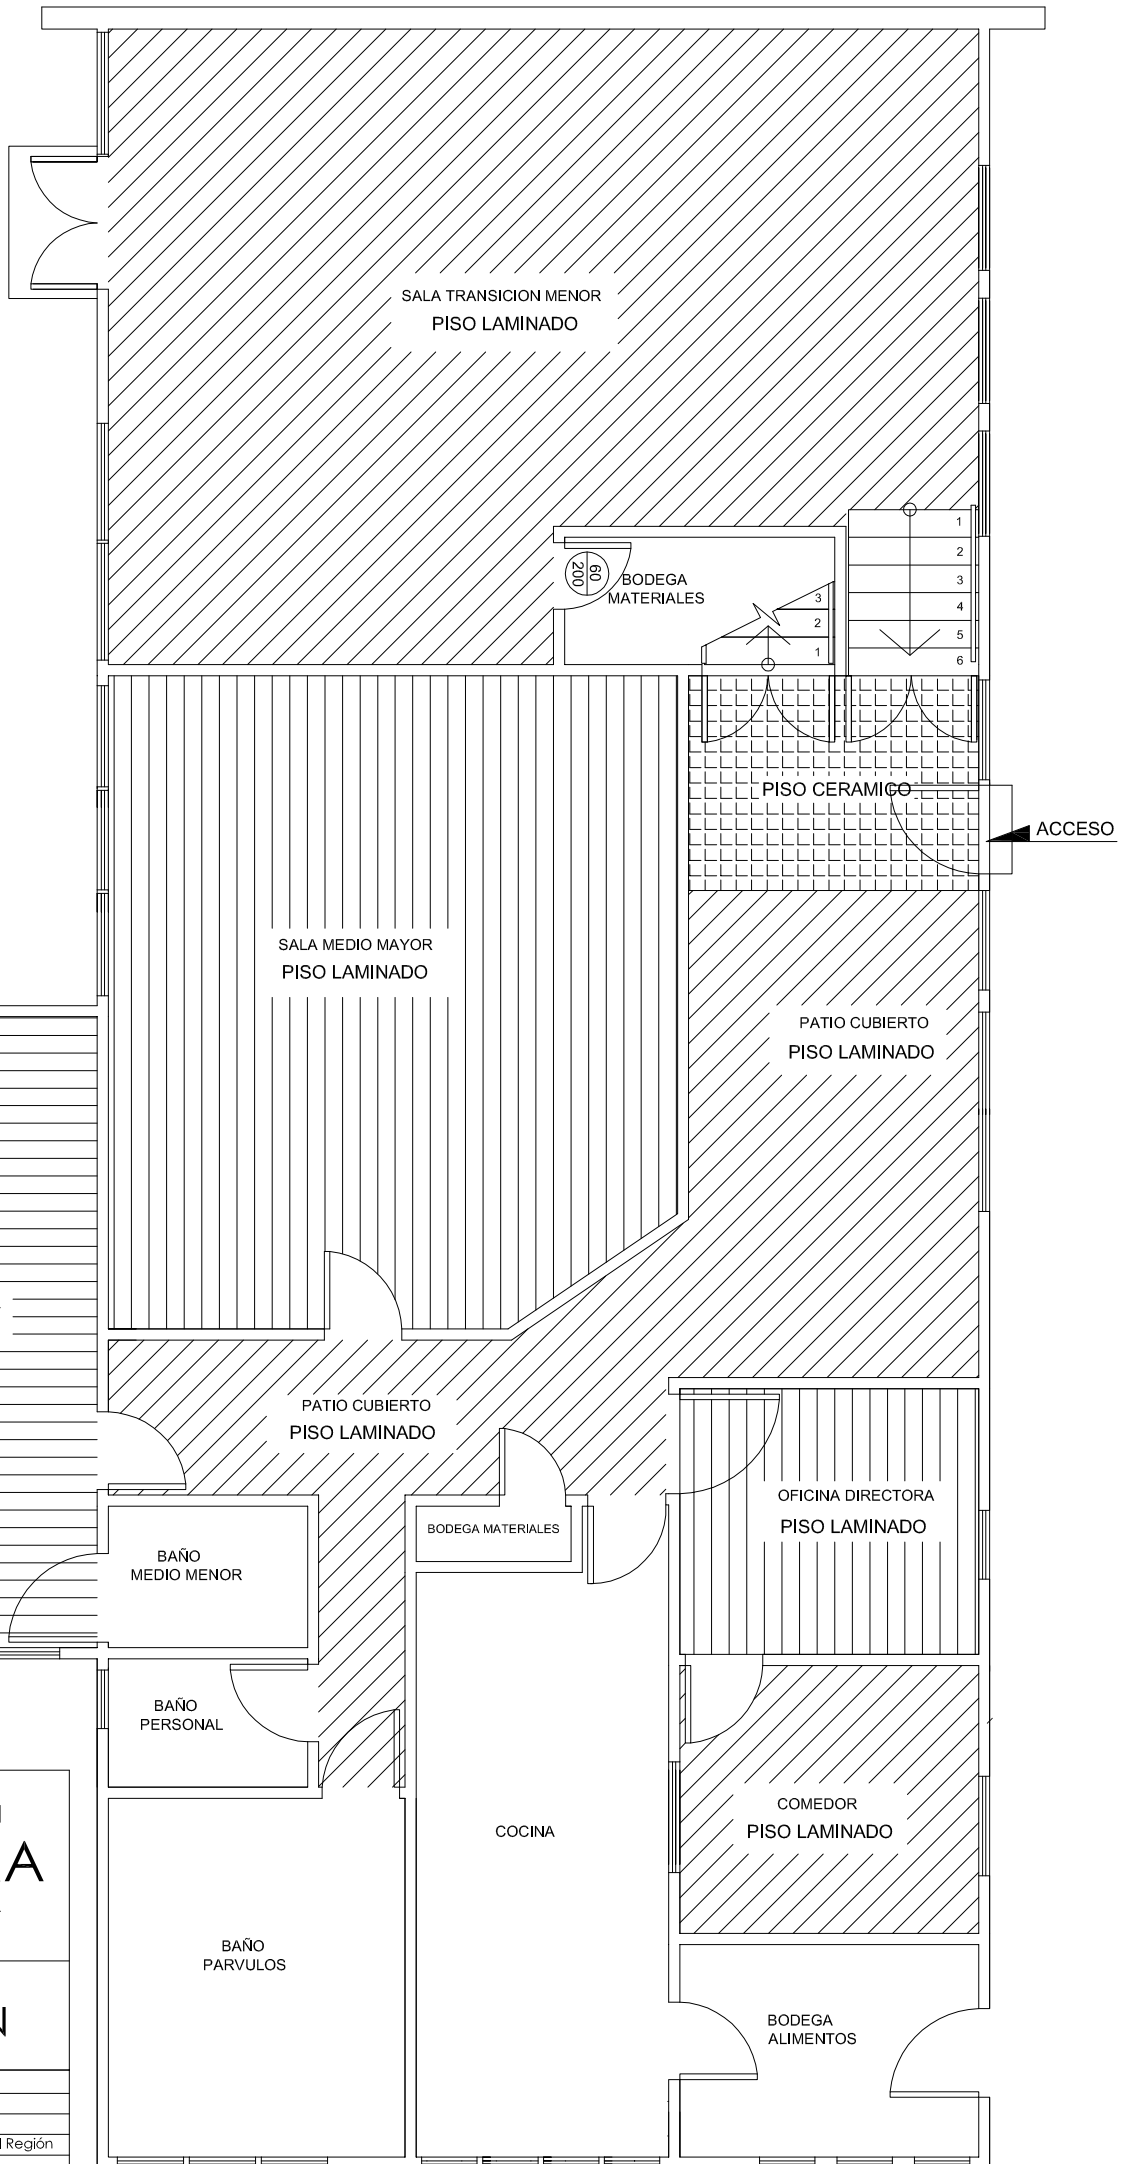 SALA TRANSICION MENOR
PISO LAMINADO
60
200
BODEGA
MATERIALES
3
2
1
1
2
3
4
5
6
PISO CERAMICO
ACCESO
SALA MEDIO MAYOR
PISO LAMINADO
PATIO CUBIERTO
PISO LAMINADO
PATIO CUBIERTO
PISO LAMINADO
OFICINA DIRECTORA
PISO LAMINADO
BODEGA MATERIALES
BAÑO
MEDIO MENOR
BAÑO
PERSONAL
COCINA
COMEDOR
PISO LAMINADO
A
BAÑO
PARVULOS
N
BODEGA
ALIMENTOS
Región